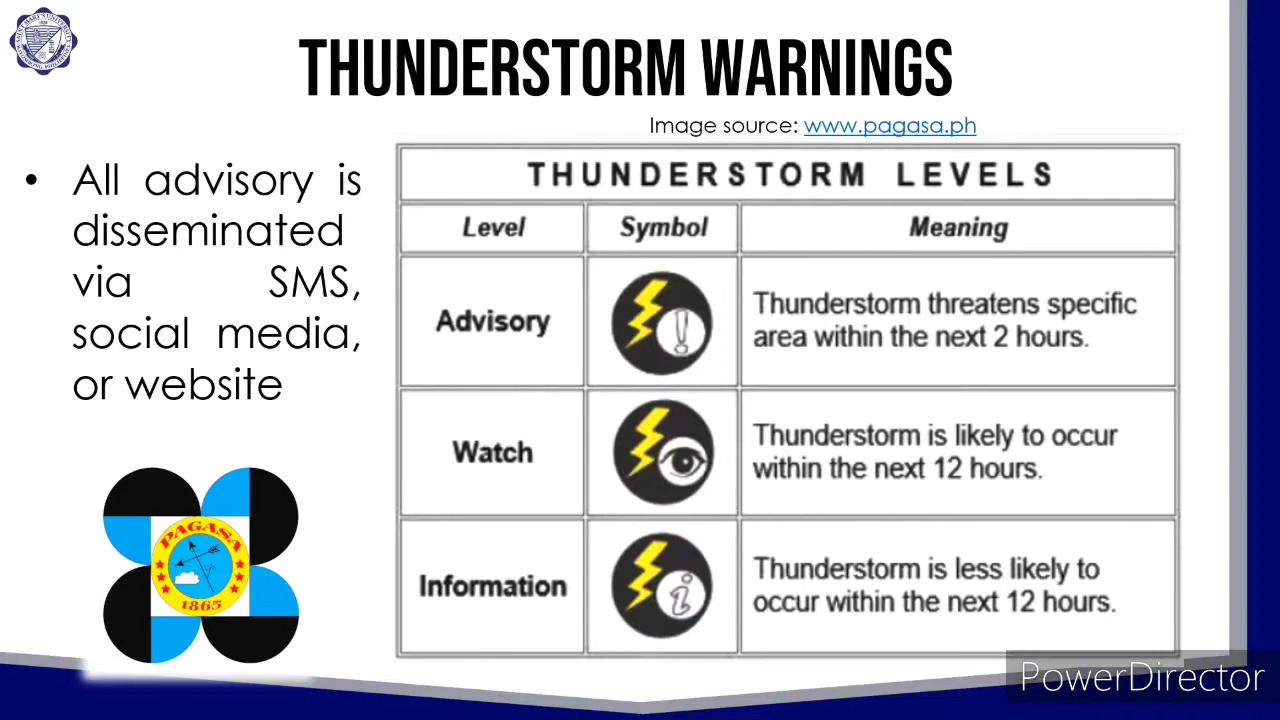 THUNDERSTORM WARNINGS
Image source: www.pagasa.ph
• All advisory is
disseminated
via SMS,
social media,
or website
THUNDERSTORM LEVELS
Level Symbol Meaning
Advisory
Thunderstorm threatens specific
area within the next 2 hours.
Watch
Thunderstorm is likely to occur
within the next 12 hours.
Information
Thunderstorm is less likely to
occur within the next 12 hours.
PAGASA
1865
PowerDirector